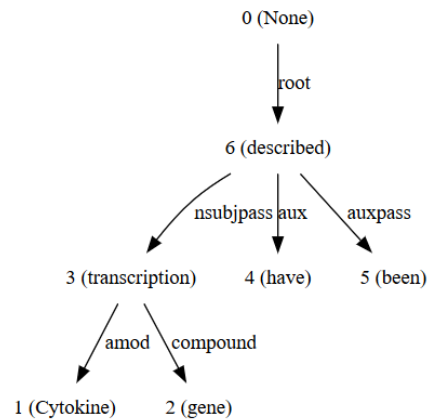 0 (None)
root
6 (described)
nsubjpass aux auxpass
3 (transcription) 4 (have) 5 (been)
amod compound
1 (Cytokine) 2 (gene)